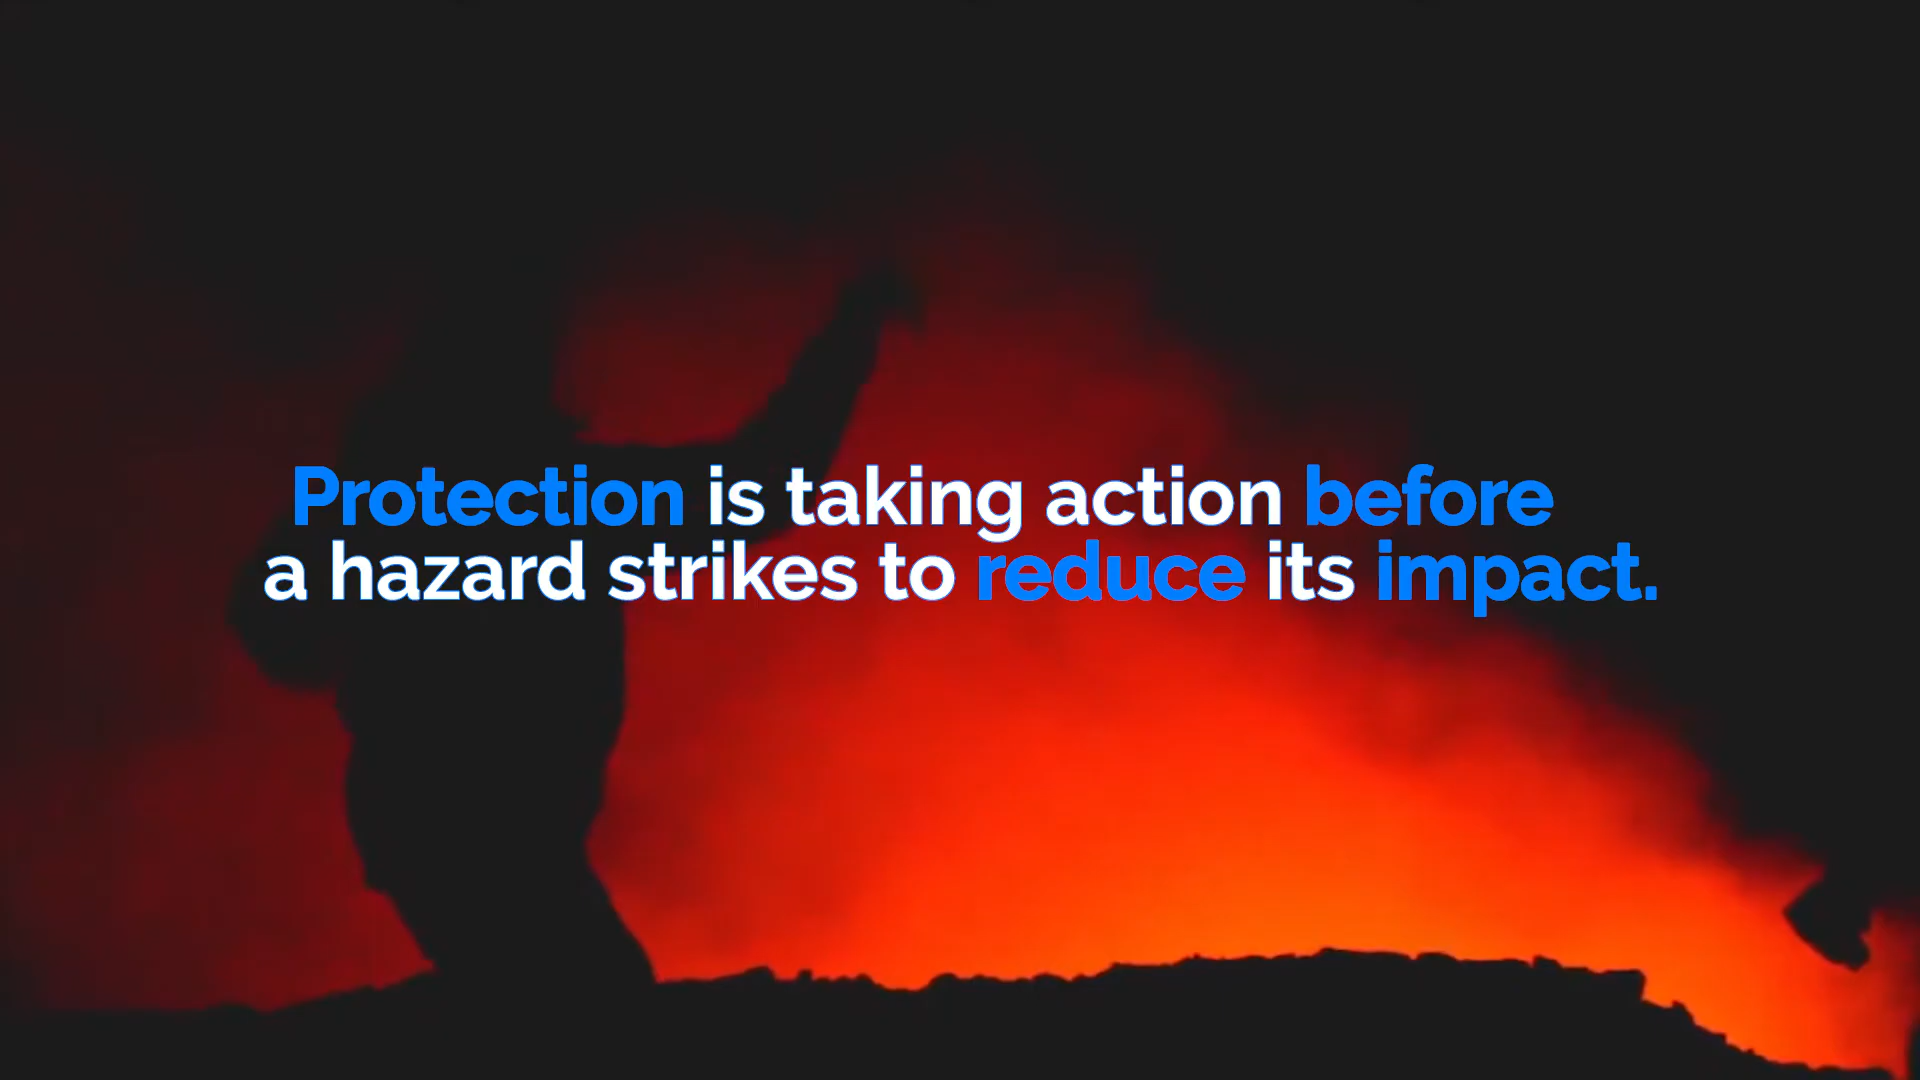 Protection is taking action before
a hazard strikes to reduce its impact.